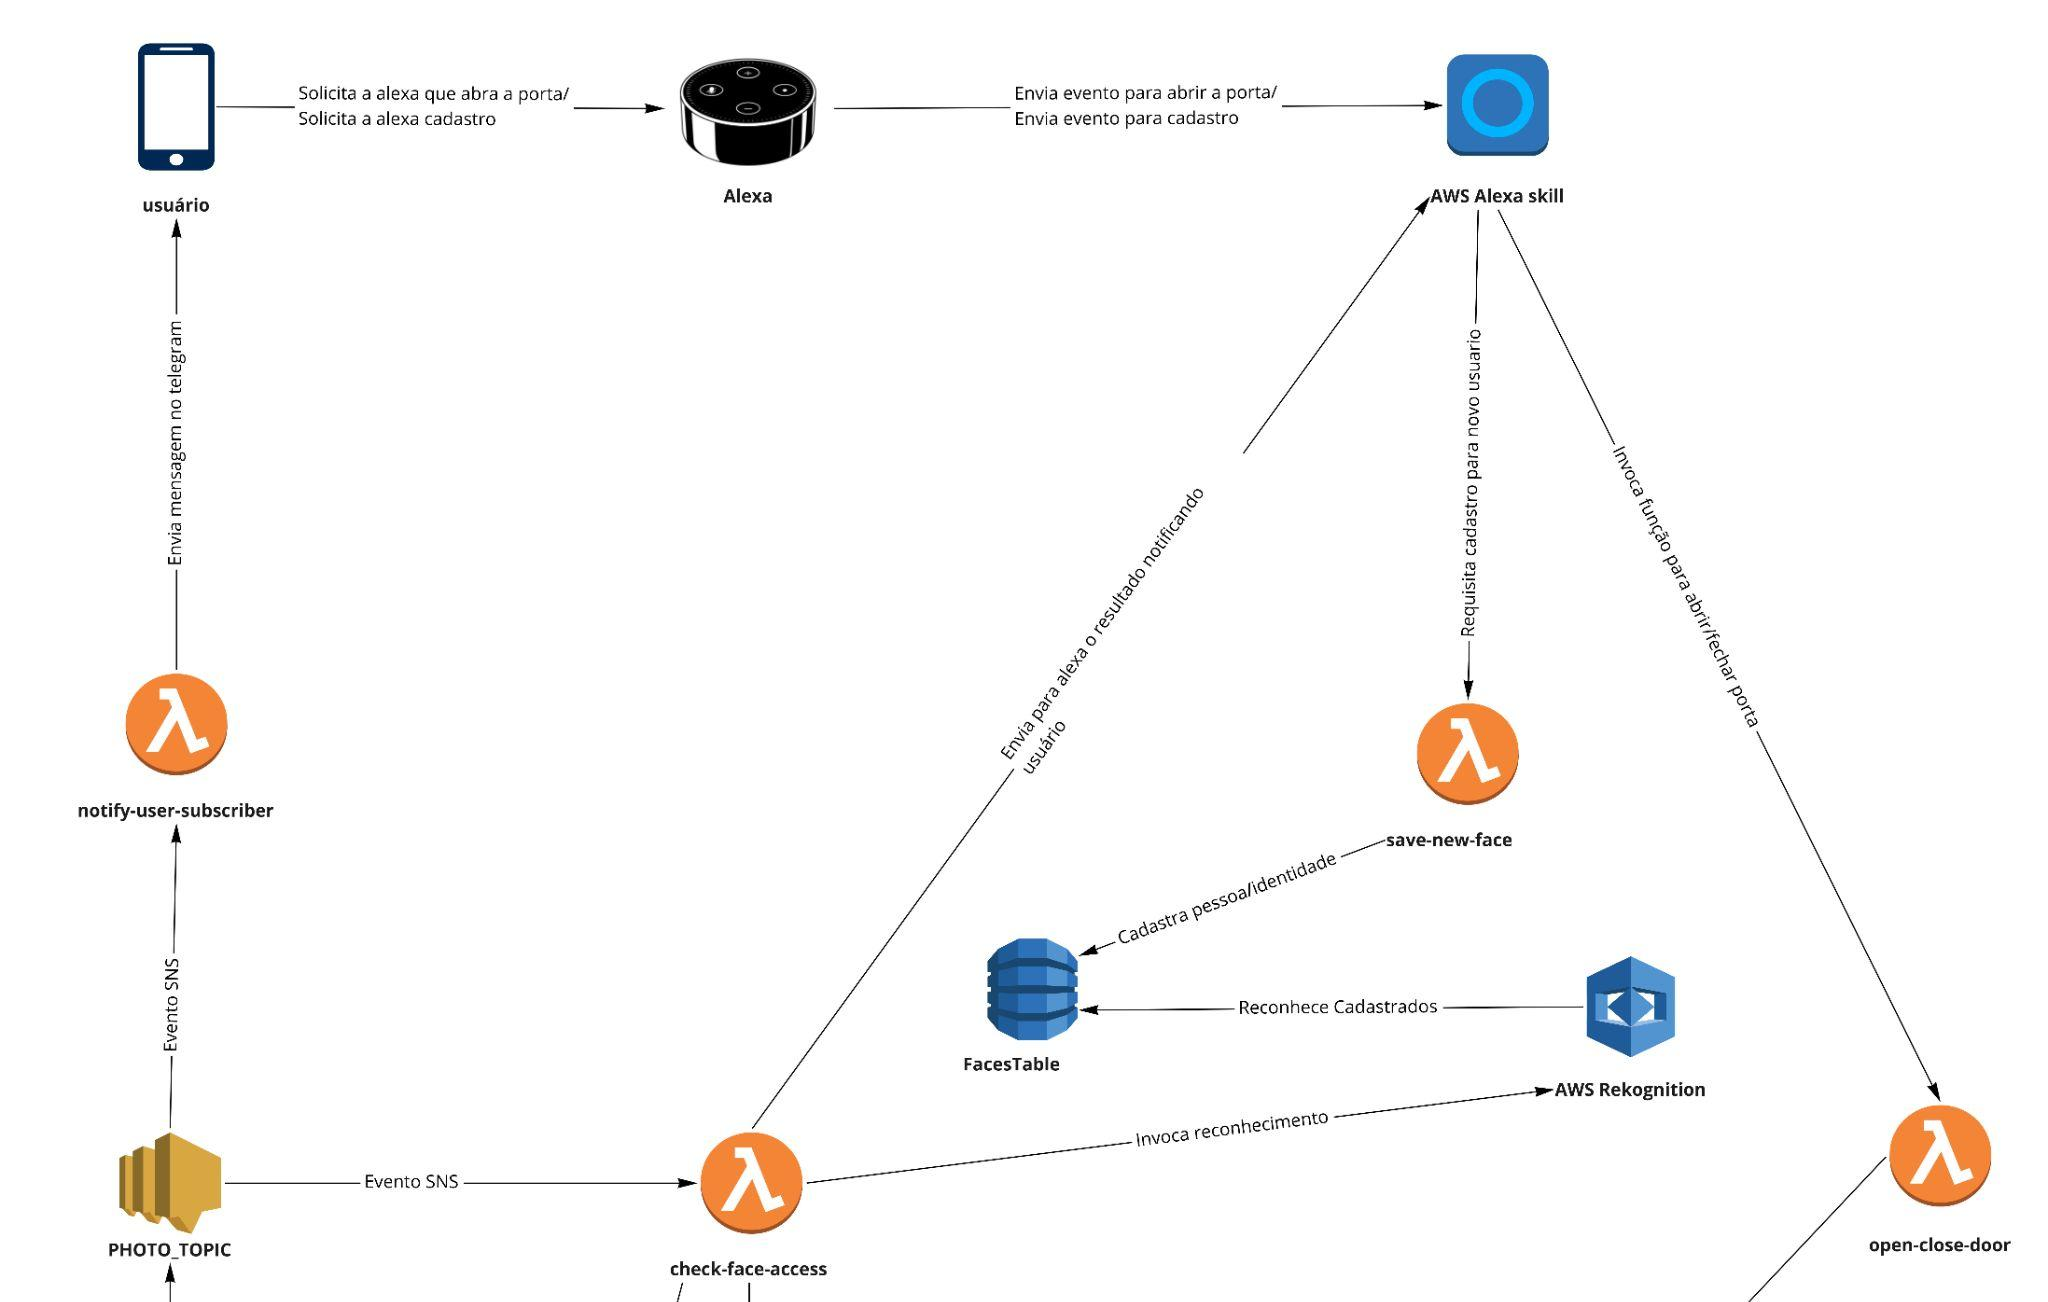 Solicita a alexa que abra a porta/
Solicita a alexa cadastro
Envia evento para abrir a porta/
Envia evento para cadastro
usuário
Alexa
AWS Alexa skill
Envia mensagem no telegram
Envia para alexa o resultado notificando
usuário
Requisita cadastro para novo usuario
Invoca função para abrir/fechar porta
notify-user-subscriber
save-new-face
Cadastra pessoa/identidade
Evento SNS
Reconhece Cadastrados
FacesTable
AWS Rekognition
Invoca reconhecimento
Evento SNS
PHOTO_TOPIC
check-face-access
open-close-door